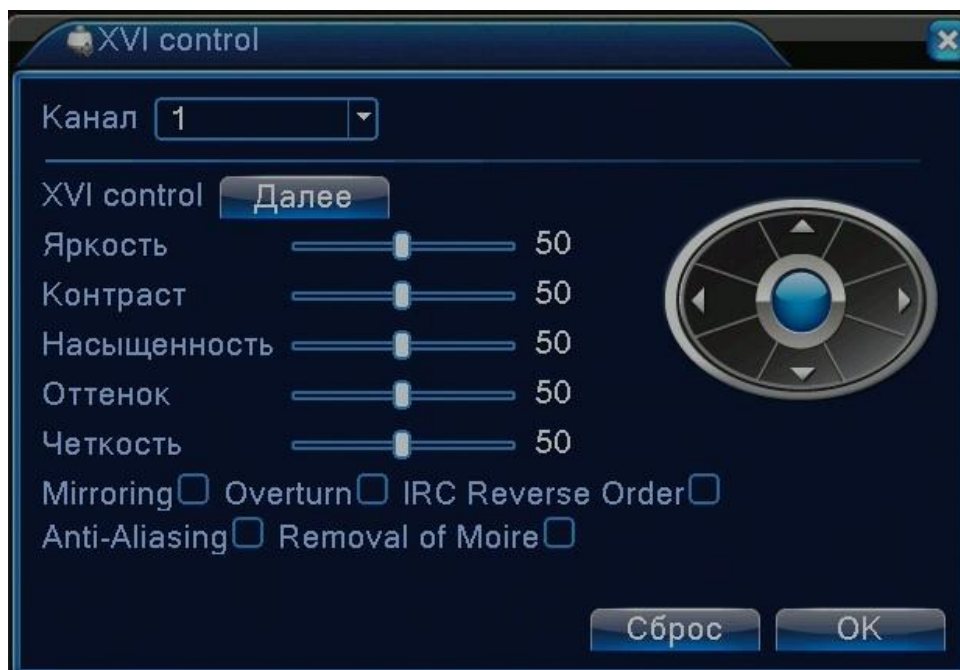 XVI control
Канал 1
XVI control Далее
Яркость 50
Контраст 50
Насыщенность 50
Оттенок 50
Четкость 50
Mirroring Overturn IRC Reverse Order
Anti-Aliasing Removal of Moire
Сброс OK